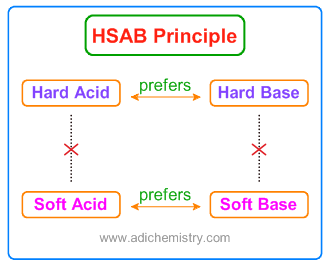 HSAB Principle
prefers
Hard Acid
Hard Base
prefers
Soft Acid
Soft Base
www.adichemistry.com